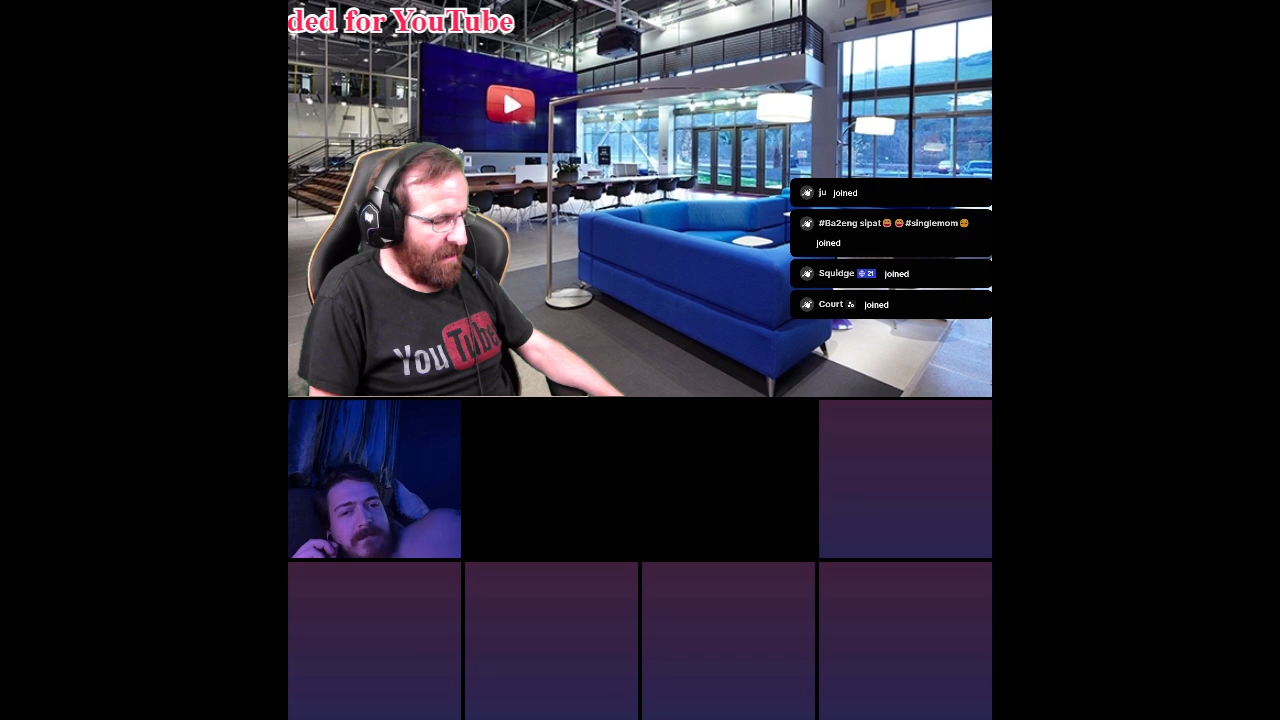 ded for YouTube
ju joined
#Ba2eng sipat🍔 🍔#singlemom🍔
joined
Squidge 21 joined
Court joined
YouTube